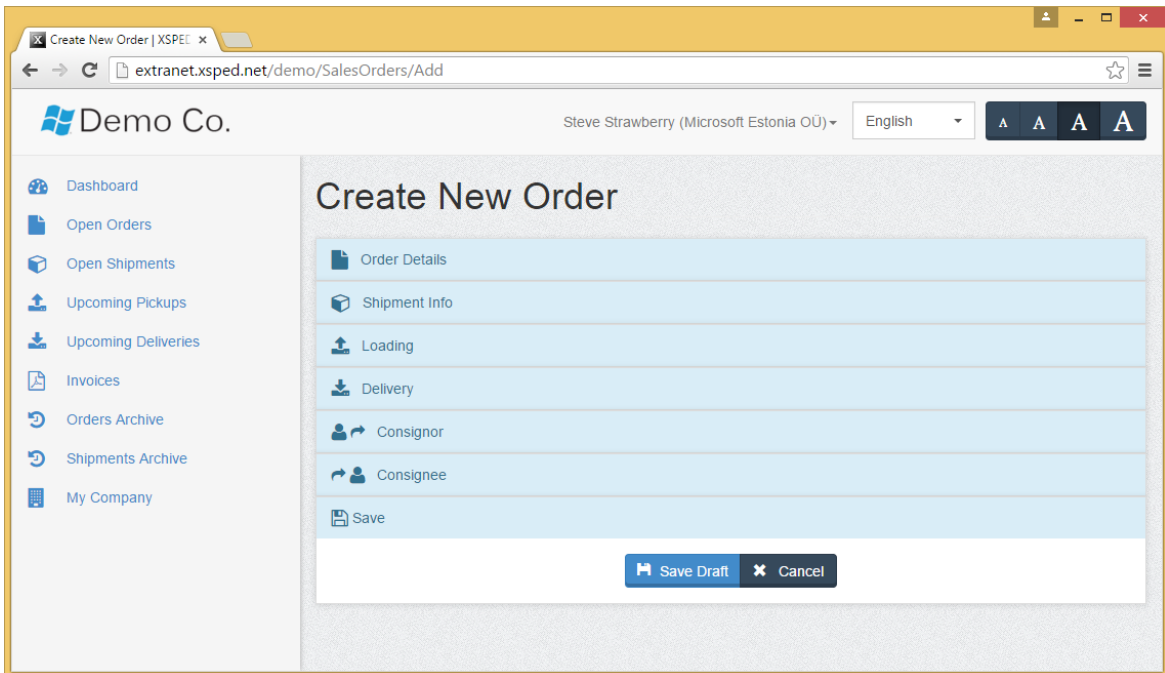 Create New Order | XSPED
extranet.xsped.net/demo/SalesOrders/Add
Demo Co.
Steve Strawberry (Microsoft Estonia OÜ)
English
A A A A
Dashboard
Open Orders
Open Shipments
Upcoming Pickups
Upcoming Deliveries
Invoices
Orders Archive
Shipments Archive
My Company
Create New Order
Order Details
Shipment Info
Loading
Delivery
Consignor
Consignee
Save
Save Draft
Cancel